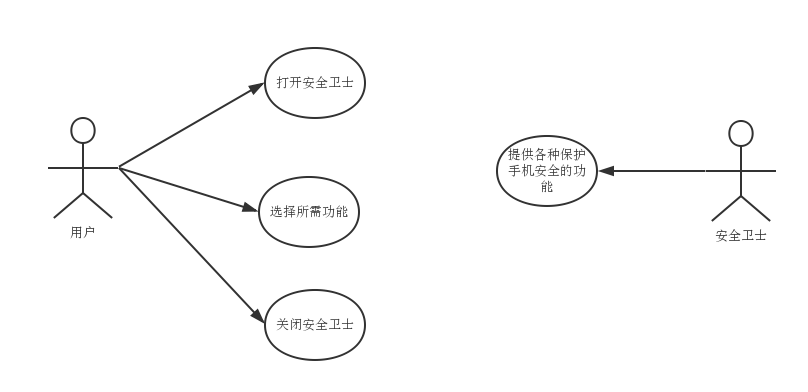 打开安全卫士
提供各种保护
手机安全的功
能
选择所需功能
用户
安全卫士
关闭安全卫士